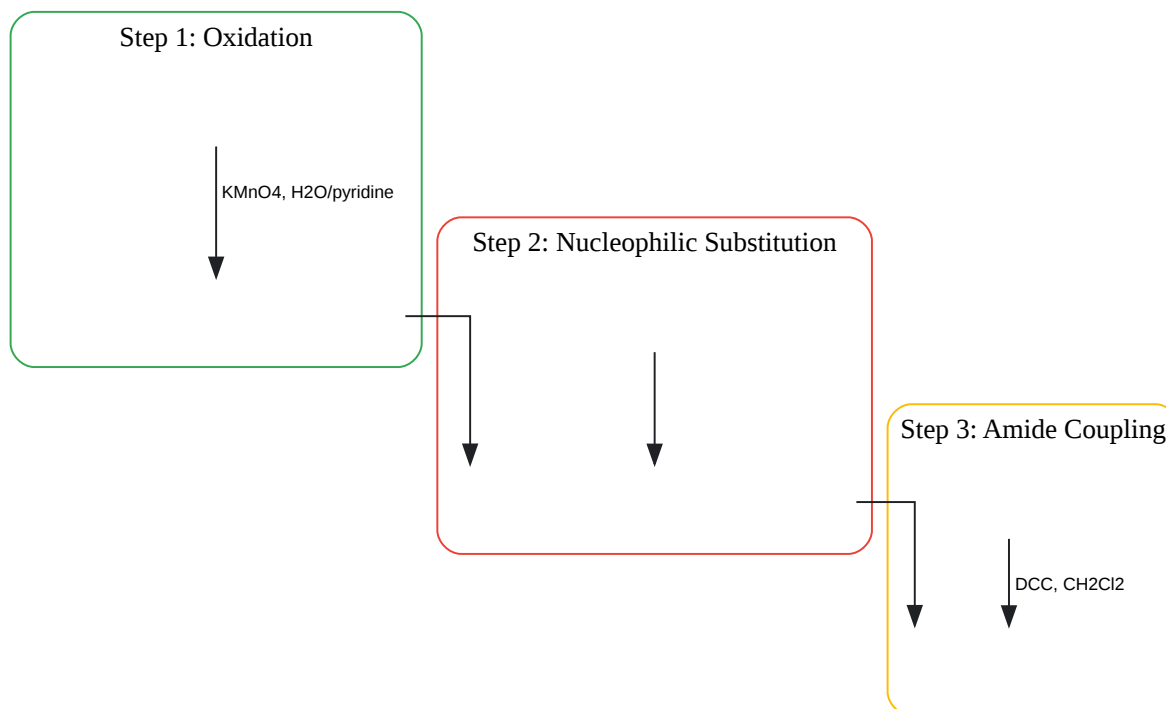 Step 1: Oxidation
KMnO4, H2O/pyridine
Step 2: Nucleophilic Substitution
Step 3: Amide Coupling
DCC, CH2Cl2